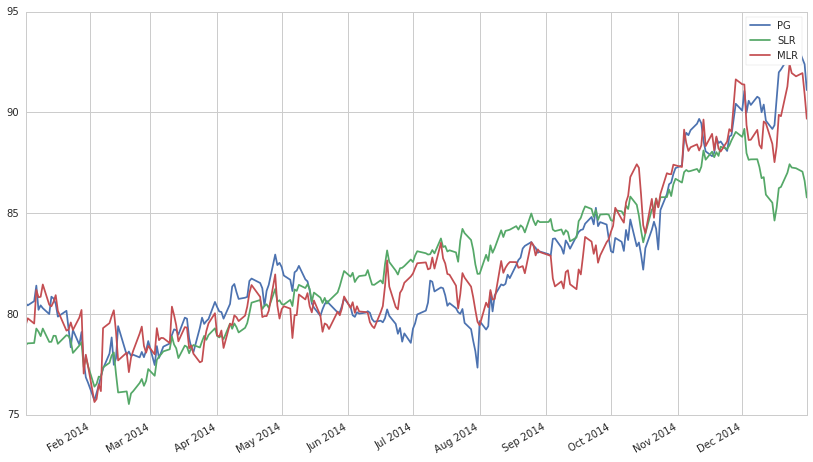 95
90
85
80
75
PG
SLR
MLR
Feb 2014
Mar 2014
Apr 2014
May 2014
Jun 2014
Jul 2014
Aug 2014
Sep 2014
Oct 2014
Nov 2014
Dec 2014